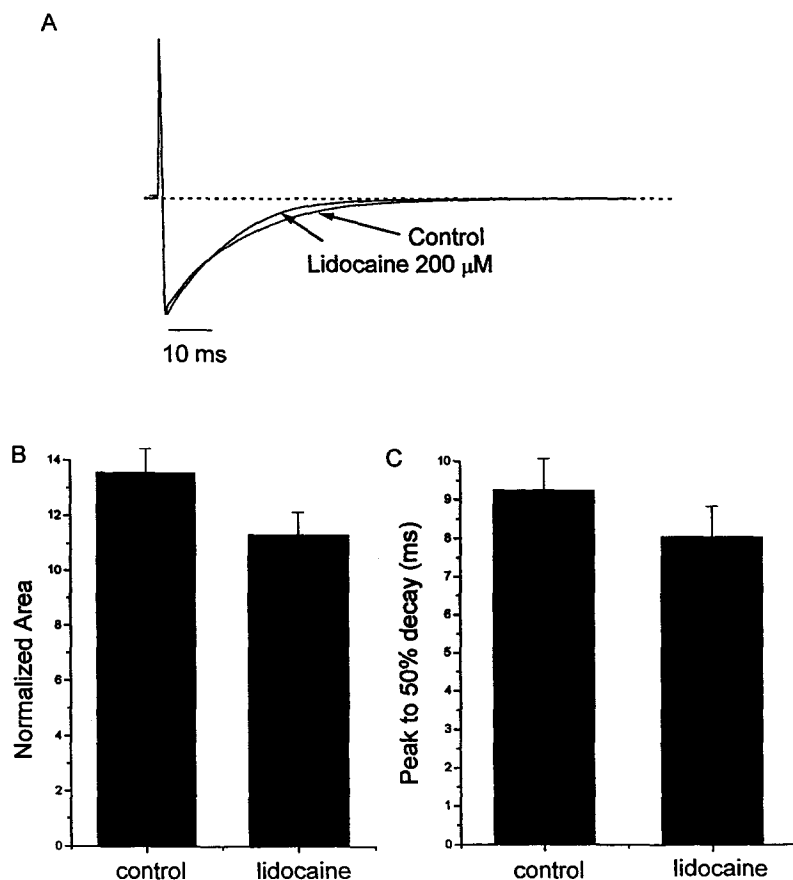 A
Control
Lidocaine 200 μM
10 ms
B
Normalized Area
14
12
10
8
6
4
2
0
control
lidocaine
C
Peak to 50% decay (ms)
10
9
8
7
6
5
4
3
2
1
0
control
lidocaine